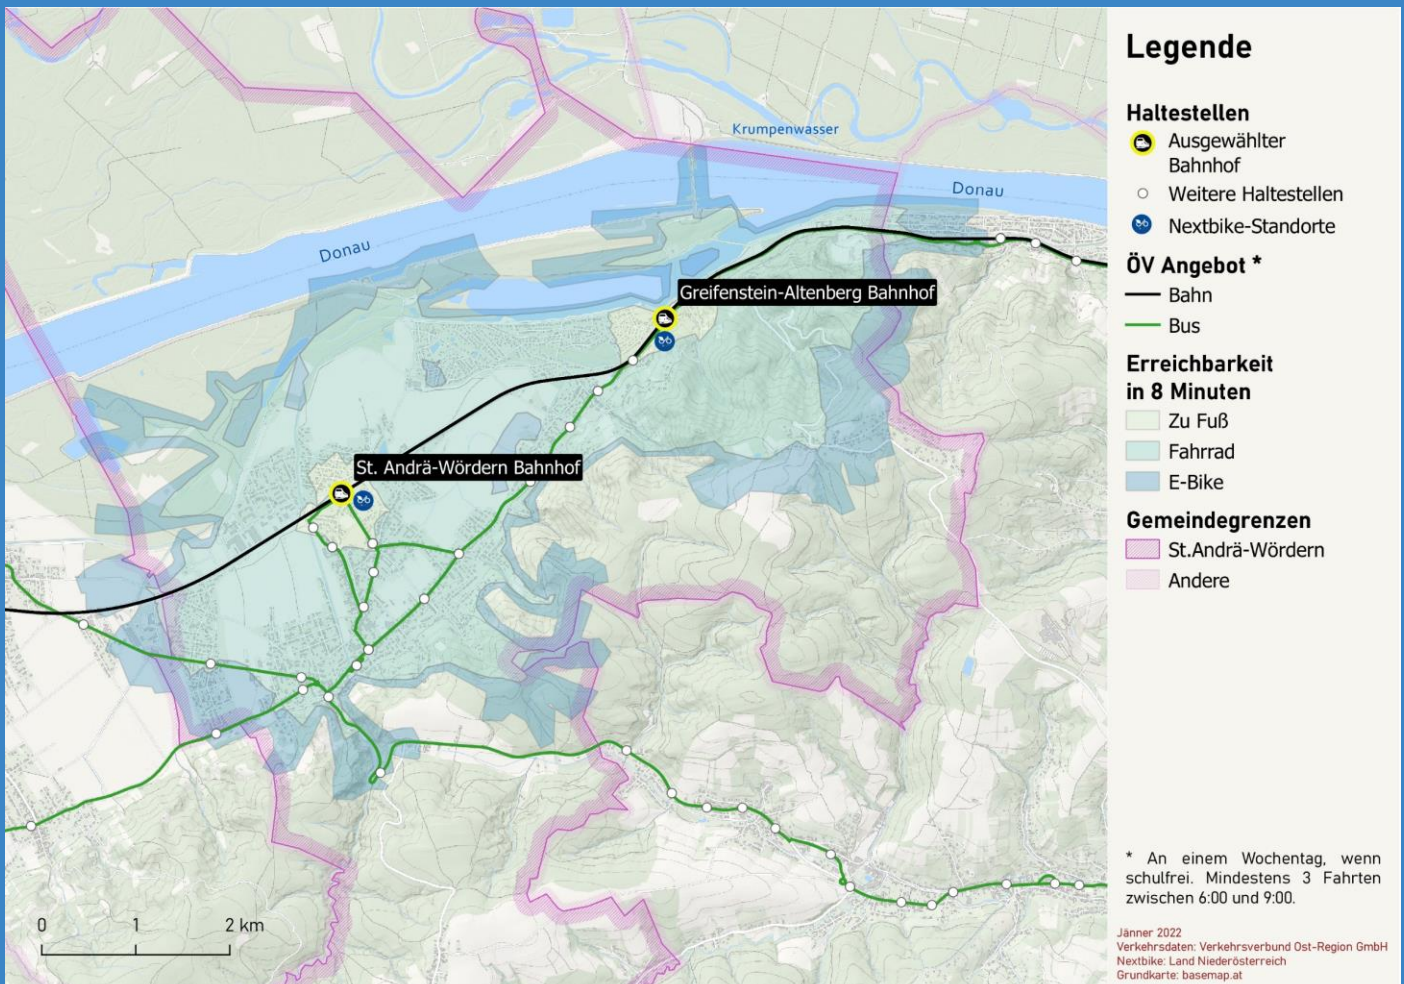 Krumpenwasser
Donau
Donau
Greifenstein-Altenberg Bahnhof
St. Andrä-Wördern Bahnhof
0 1 2 km
Legende
Haltestellen
Ausgewählter
Bahnhof
Weitere Haltestellen
Nextbike-Standorte
ÖV Angebot *
Bahn
Bus
Erreichbarkeit
in 8 Minuten
Zu Fuß
Fahrrad
E-Bike
Gemeindegrenzen
St.Andrä-Wördern
Andere
* An einem Wochentag, wenn
schulfrei. Mindestens 3 Fahrten
zwischen 6:00 und 9:00.
Jänner 2022
Verkehrsdaten: Verkehrsverbund Ost-Region GmbH
Nextbike: Land Niederösterreich
Grundkarte: basemap.at